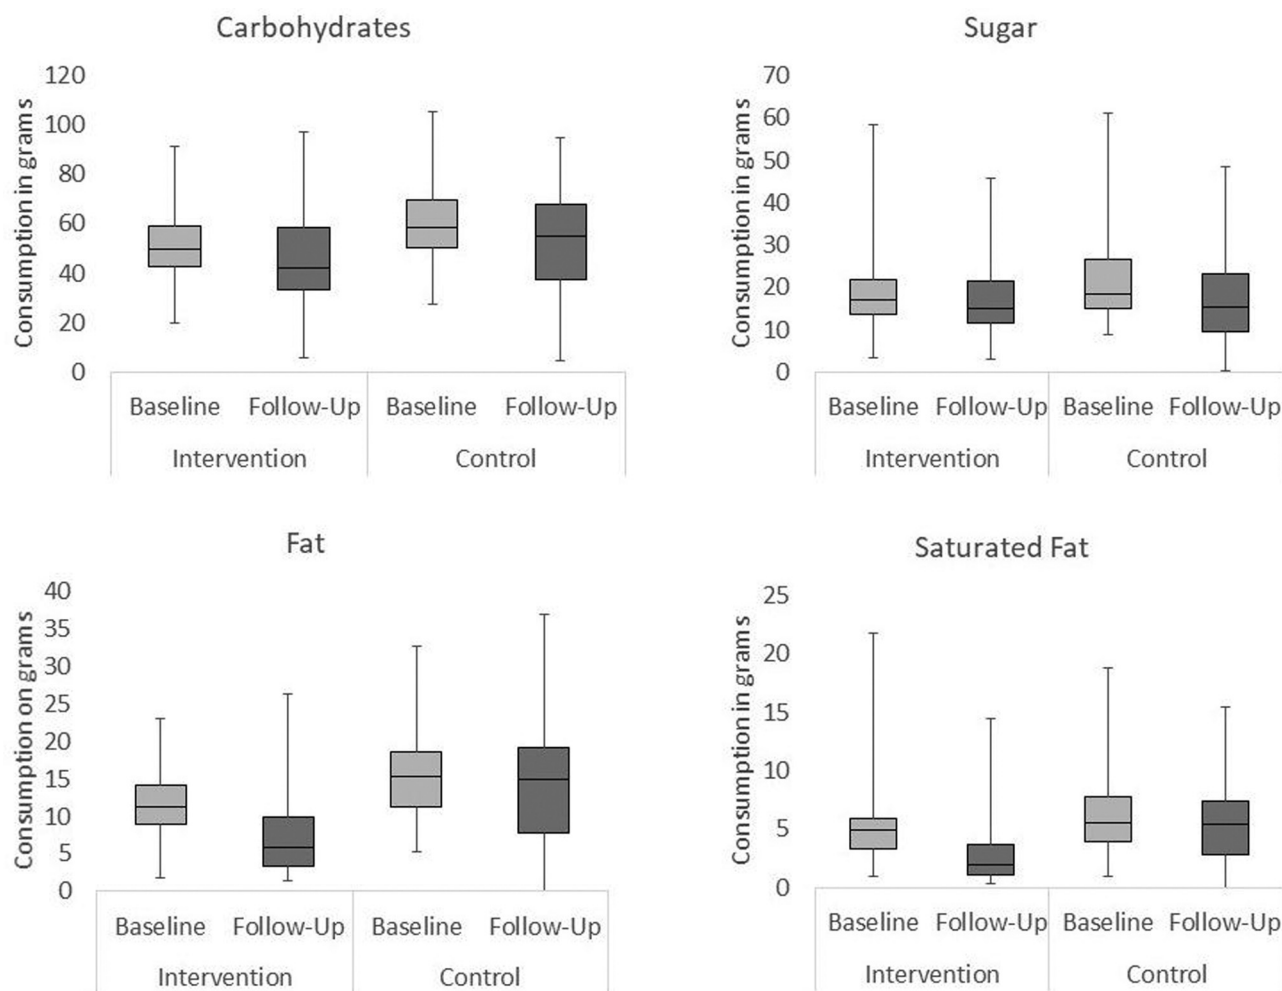 Carbohydrates
Consumption in grams
120
100
80
60
40
20
0
Baseline Follow-Up Baseline Follow-Up
Intervention Control
Sugar
Consumption in grams
70
60
50
40
30
20
10
0
Baseline Follow-Up Baseline Follow-Up
Intervention Control
Fat
Consumption on grams
40
35
30
25
20
15
10
5
0
Baseline Follow-Up Baseline Follow-Up
Intervention Control
Saturated Fat
Consumption in grams
25
20
15
10
5
0
Baseline Follow-Up Baseline Follow-Up
Intervention Control